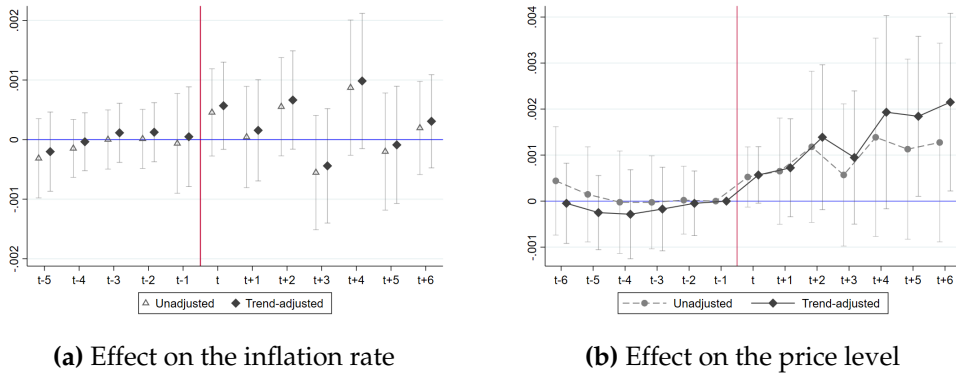 .002
.001
0
-.001
-.002
t-5 t-4 t-3 t-2 t-1 t t+1 t+2 t+3 t+4 t+5 t+6
Unadjusted Trend-adjusted
(a) Effect on the inflation rate
.004
.003
.002
.001
0
-.001
t-6 t-5 t-4 t-3 t-2 t-1 t t+1 t+2 t+3 t+4 t+5 t+6
Unadjusted Trend-adjusted
(b) Effect on the price level